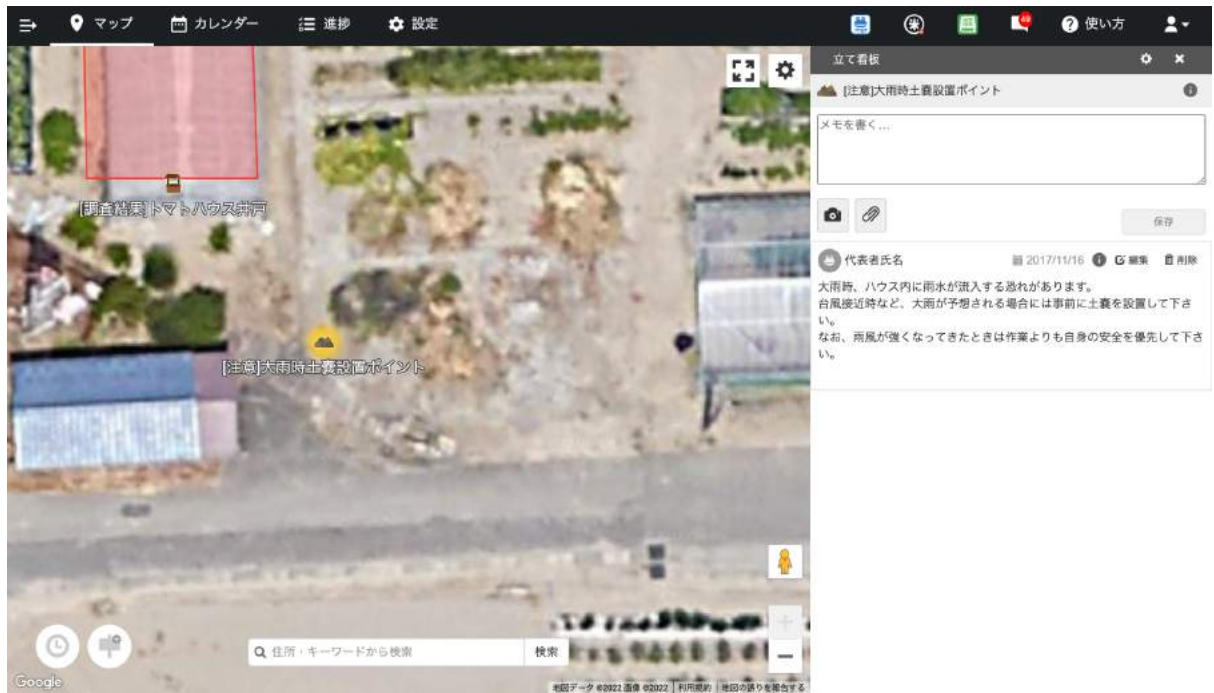 マップ
カレンダー
進捗
設定
49
使い方
立て看板
[注意]大雨時土嚢設置ポイント
メモを書く...
保存
代表者氏名 2017/11/16 編集 削除
大雨時、ハウス内に雨水が流入する恐れがあります。
台風接近時など、大雨が予想される場合には事前に土嚢を設置して下さ
い。
なお、雨風が強くなってきたときは作業よりも自身の安全を優先して下さ
い。
[調査結果]トマトハウス井戸
[注意]大雨時土嚢設置ポイント
住所・キーワードから検索 検索
Google
地図データ ©2022 画像 ©2022 利用規約 地図の誤りを報告する